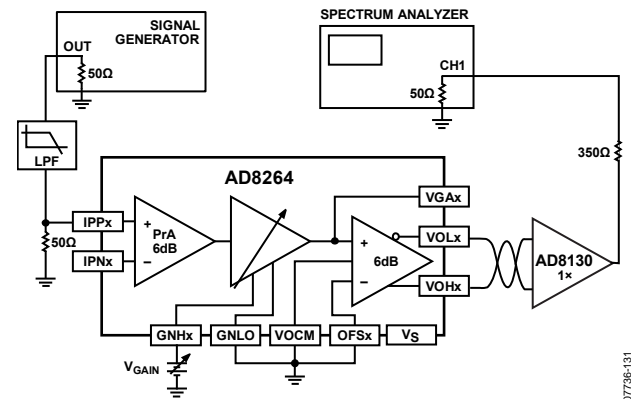 SIGNAL
GENERATOR
OUT
50Ω
SPECTRUM ANALYZER
CH1
50Ω
350Ω
LPF
AD8264
50Ω
IPPx
IPNx
+
−
PrA
6dB
+
−
6dB
VGAx
VOLx
VOHx
AD8130
1×
GNHx
GNLO
VOCM
OFSx
VS
VGAIN
07736-131